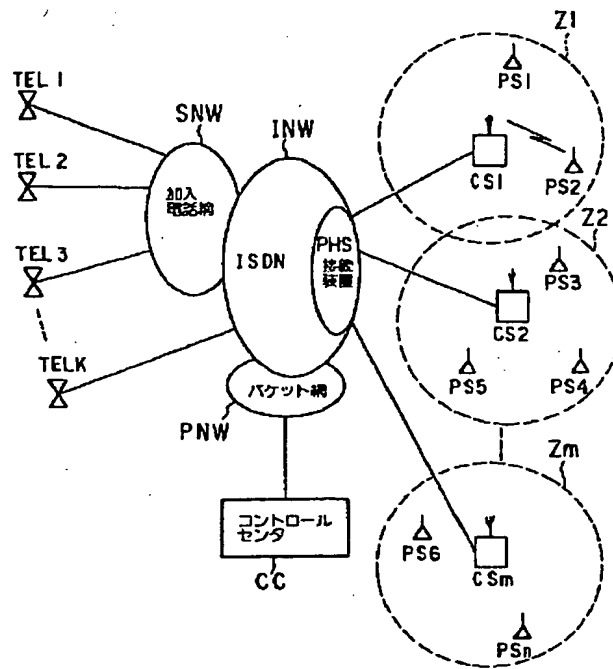 Z1
TEL 1
PS1
SNW
INW
TEL 2
加入
電話網
CS1
PS2
Z2
TEL 3
ISDN
PHS
接続
装置
PS3
CS2
TELK
PS5
PS4
パケット網
PNW
Zm
コントロール
センタ
PS6
CSm
CC
PSn